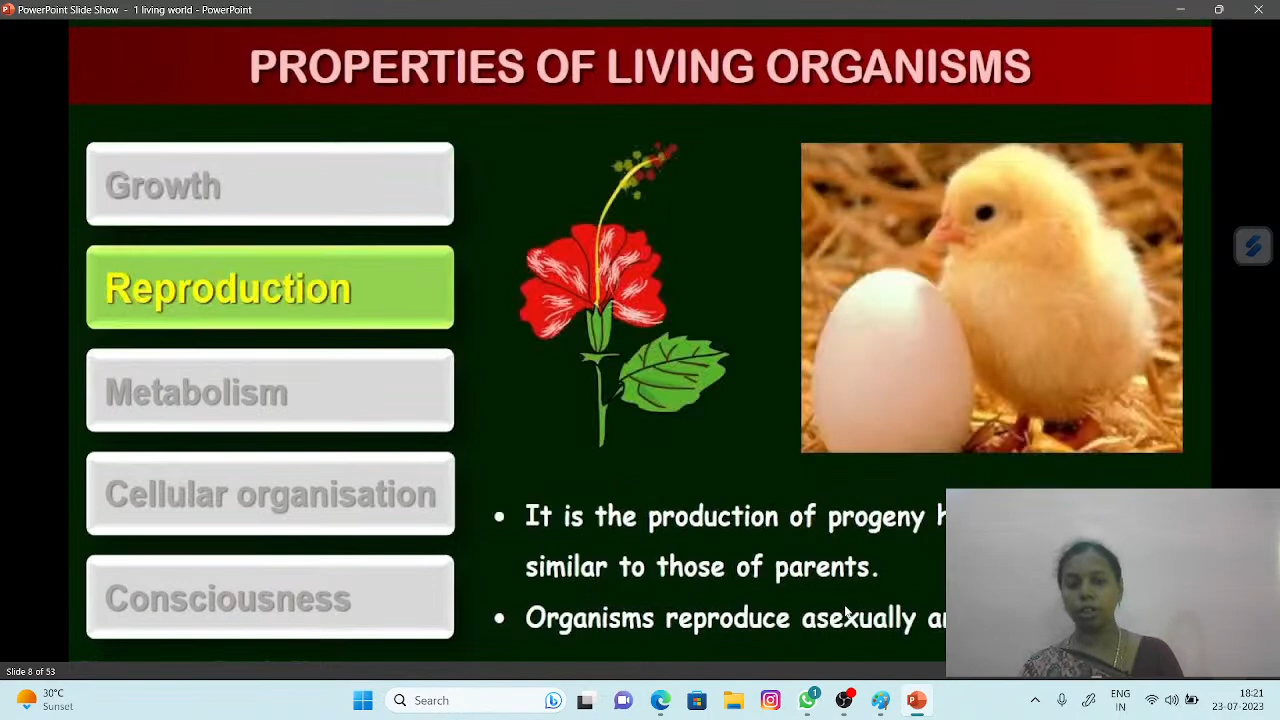 PowerPoint Slide Show - 1 living world - PowerPoint
PROPERTIES OF LIVING ORGANISMS
Growth
Reproduction
Metabolism
Cellular organisation
Consciousness
• It is the production of progeny
similar to those of parents.
• Organisms reproduce asexually
Slide 8 of 53
30°C
Sunset
Search
1
ENG
IN
18:21
23-07-2023